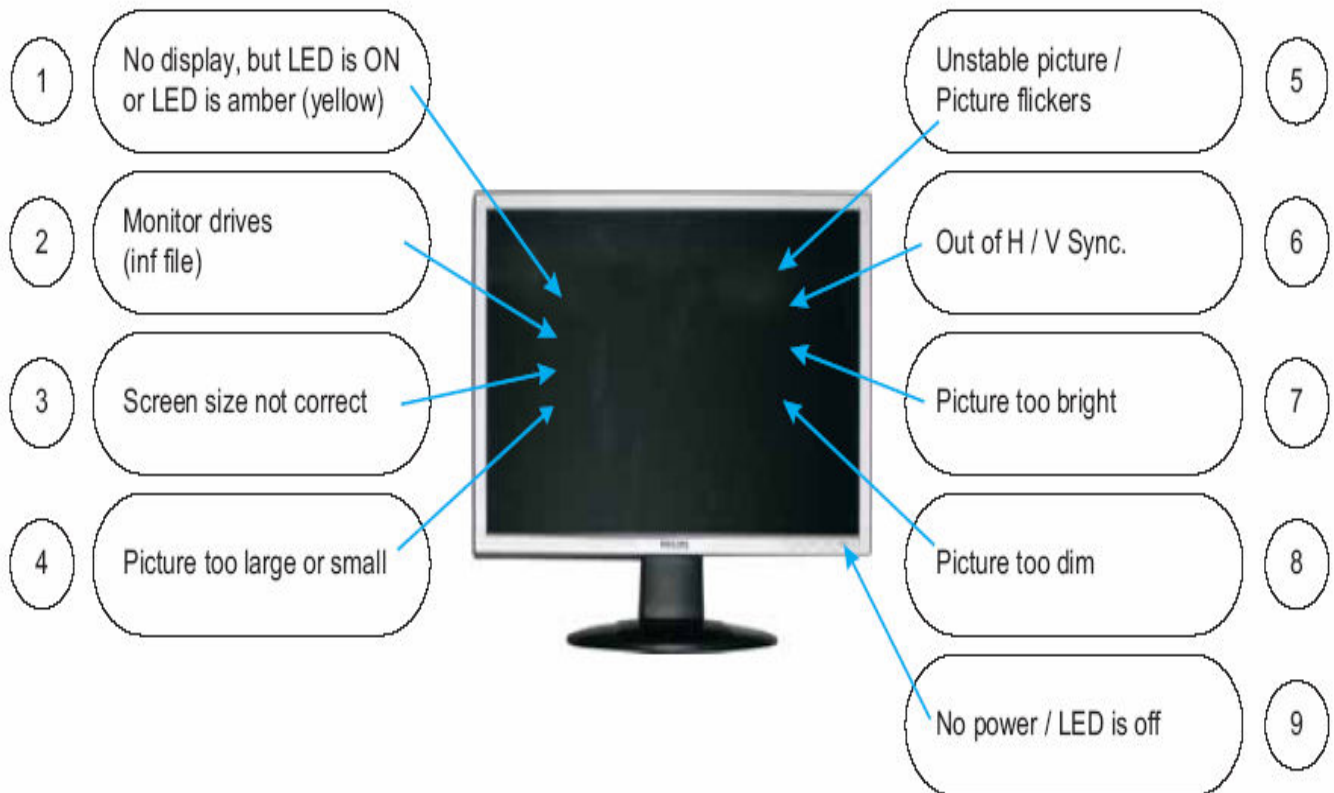 1
No display, but LED is ON
or LED is amber (yellow)
2
Monitor drives
(inf file)
3
Screen size not correct
4
Picture too large or small
Unstable picture /
Picture flickers
5
Out of H / V Sync.
6
Picture too bright
7
Picture too dim
8
No power / LED is off
9
PHILIPS